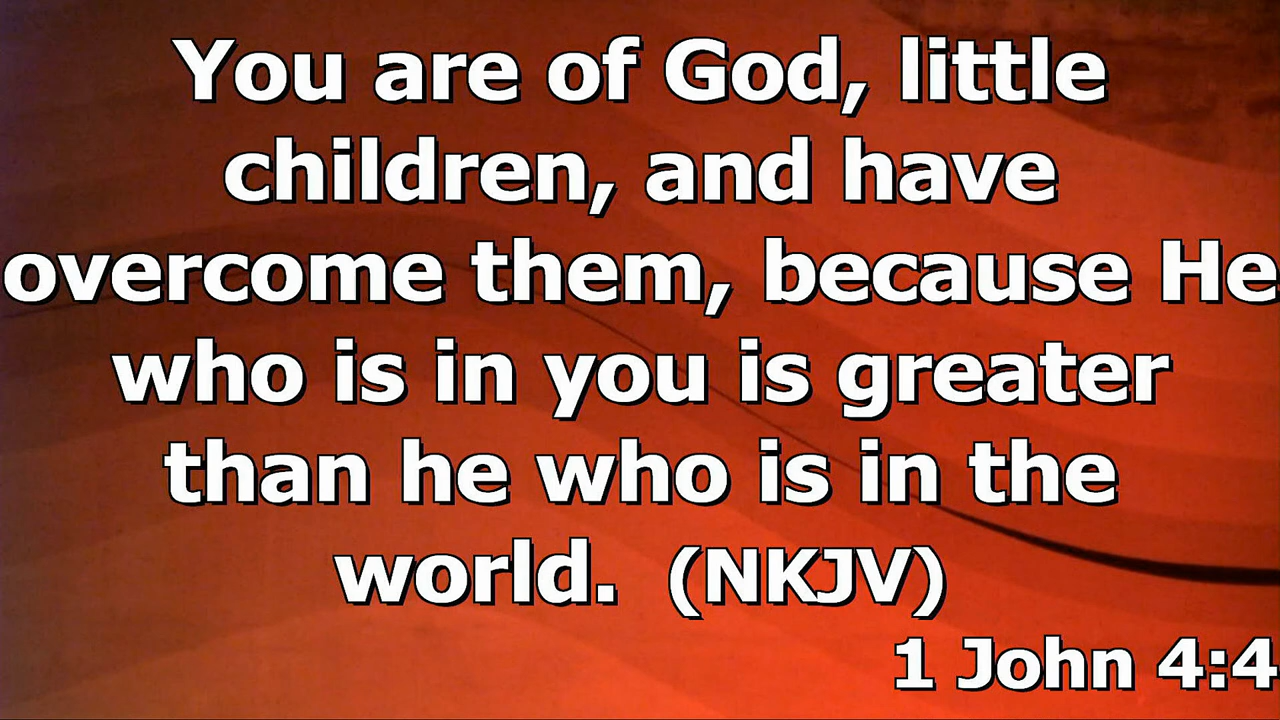 You are of God, little
children, and have
overcome them, because He
who is in you is greater
than he who is in the
world.  (NKJV)
1 John 4:4